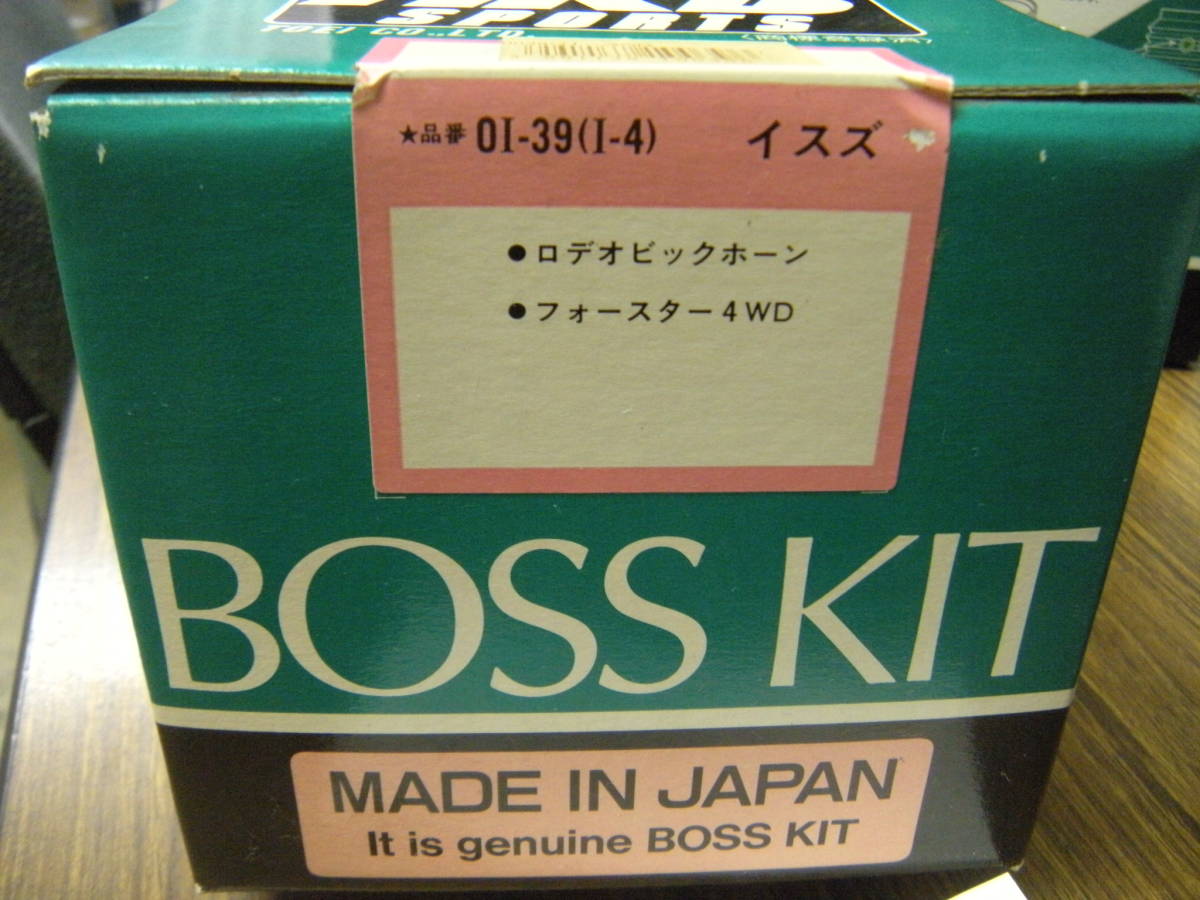 SPORTS
TOEI CO.,LTD.
★品番 OI-39(I-4) イスズ
●ロデオビックホーン
●フォースター4WD
BOSS KIT
MADE IN JAPAN
It is genuine BOSS KIT